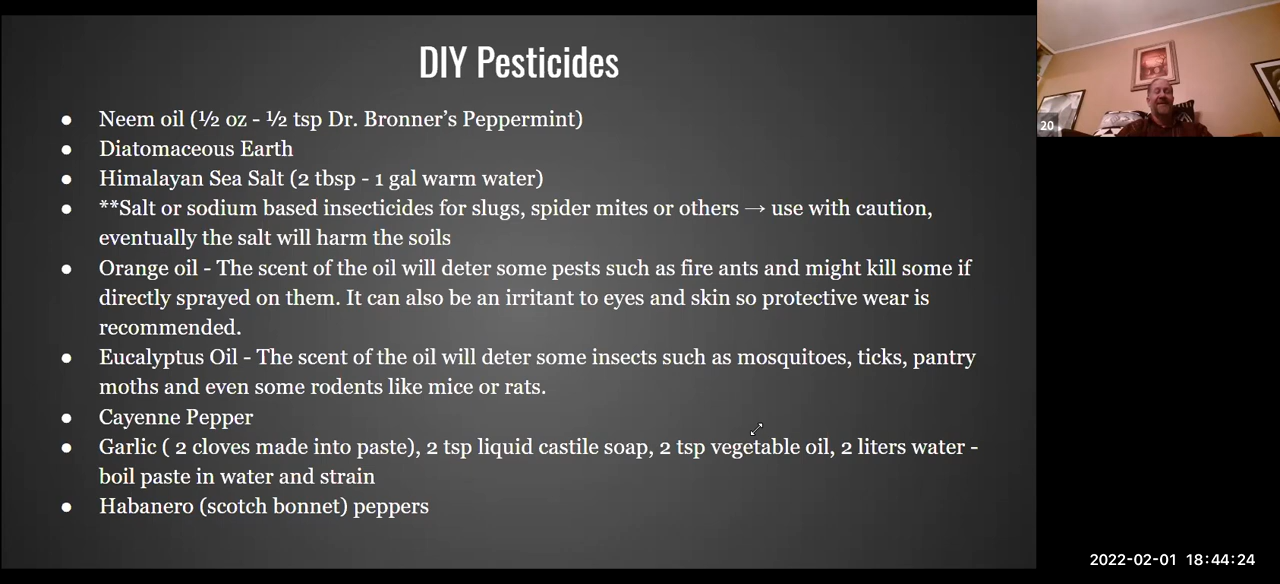 DIY Pesticides
● Neem oil (½ oz - ½ tsp Dr. Bronner's Peppermint)
● Diatomaceous Earth
● Himalayan Sea Salt (2 tbsp - 1 gal warm water)
● **Salt or sodium based insecticides for slugs, spider mites or others → use with caution,
eventually the salt will harm the soils
● Orange oil - The scent of the oil will deter some pests such as fire ants and might kill some if
directly sprayed on them. It can also be an irritant to eyes and skin so protective wear is
recommended.
● Eucalyptus Oil - The scent of the oil will deter some insects such as mosquitoes, ticks, pantry
moths and even some rodents like mice or rats.
● Cayenne Pepper
● Garlic ( 2 cloves made into paste), 2 tsp liquid castile soap, 2 tsp vegetable oil, 2 liters water -
boil paste in water and strain
● Habanero (scotch bonnet) peppers
20
2022-02-01 18:44:24